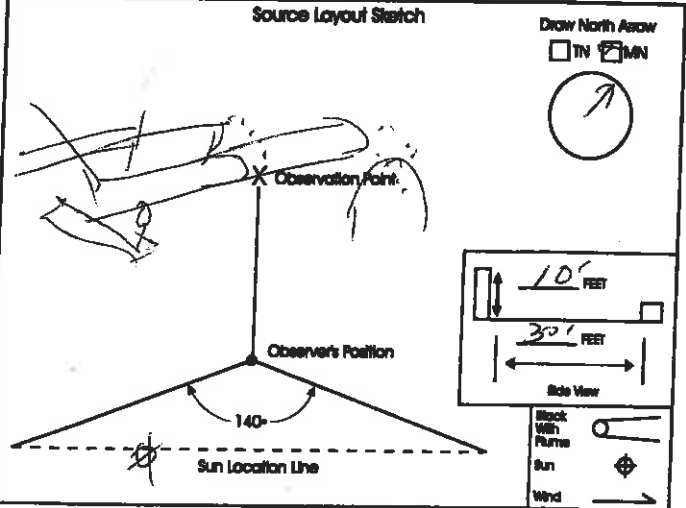 Source Layout Sketch
Draw North Arrow
TN MN
X Observation Point
10' FEET
30' FEET
Side View
Observer's Position
140°
Sun Location Line
Stack
With
Plume
Sun
Wind